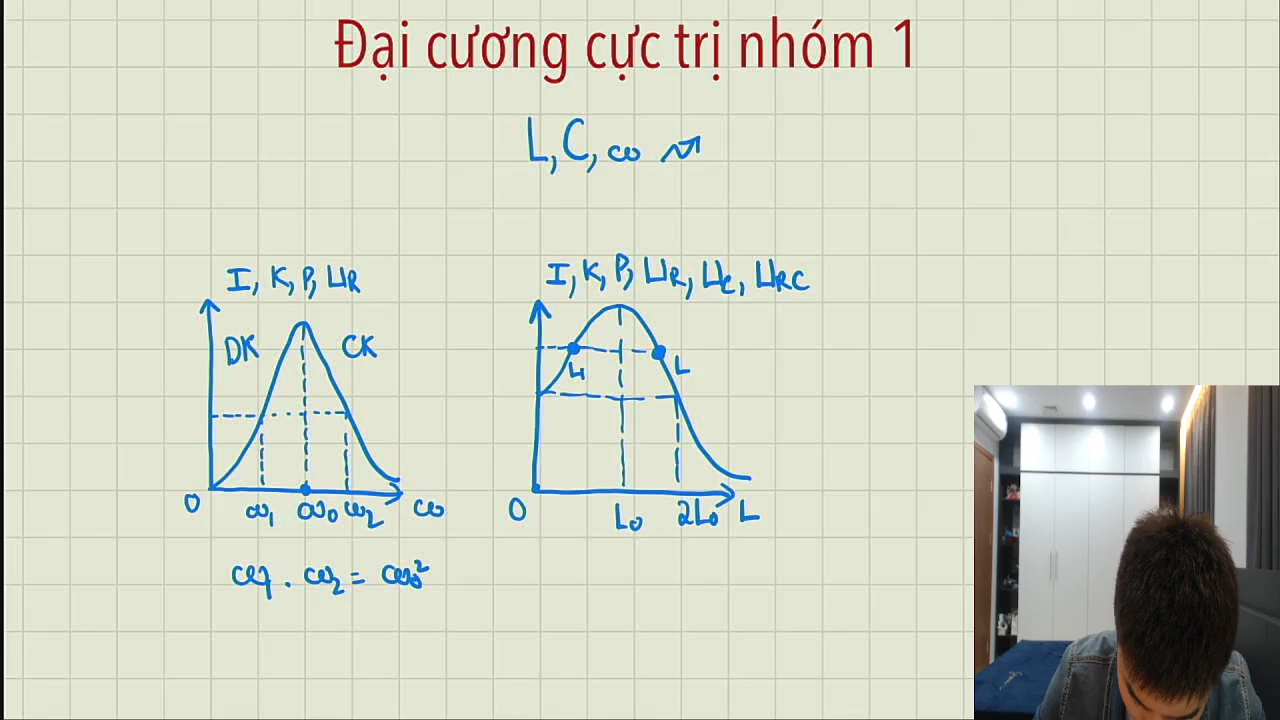 Đại cương cực trị nhóm 1
L, C, ω
I, K, P, UR
ĐK CK
0 ω1 ω0 ω2 ω
ω1 . ω2 = ω0²
I, K, P, UR, UC, URC
L1 L
0 L0 2L0 L